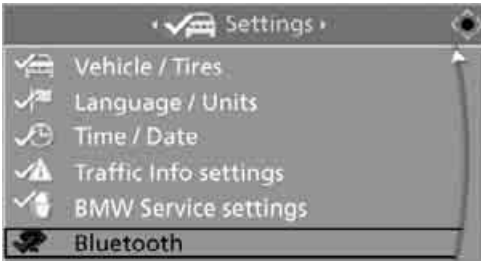 Settings
Vehicle / Tires
Language / Units
Time / Date
Traffic Info settings
BMW Service settings
Bluetooth